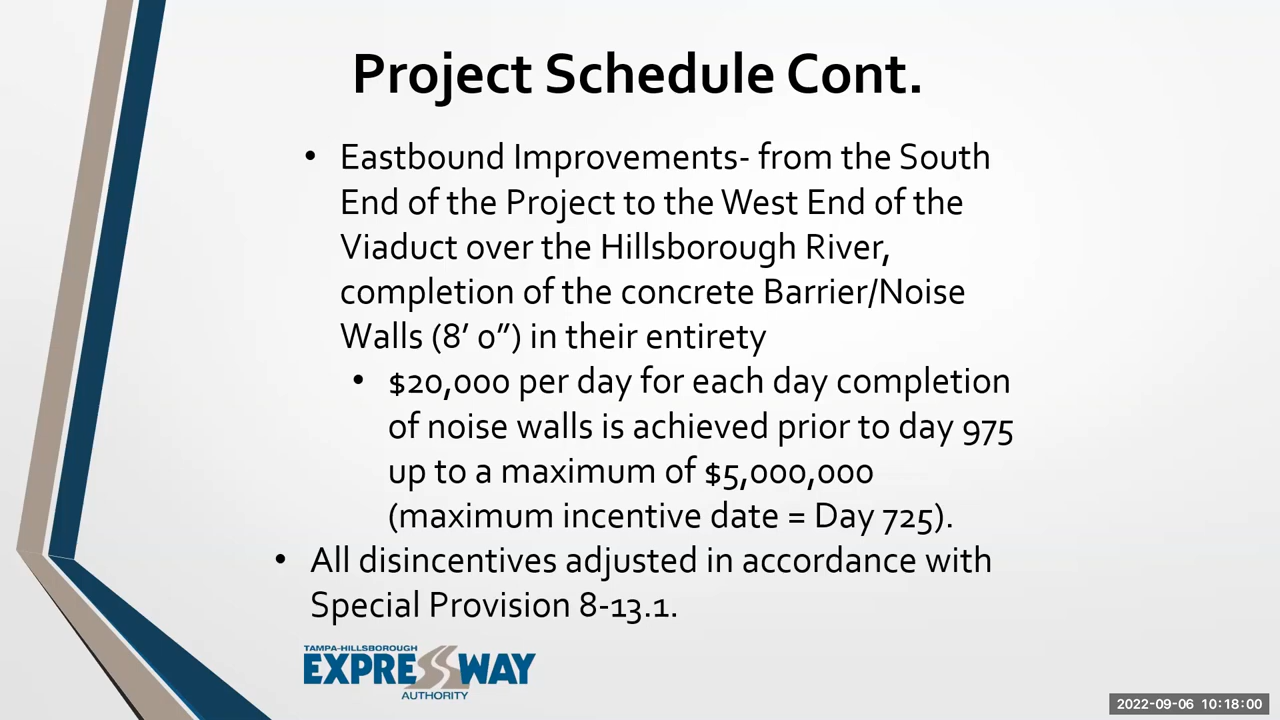 Project Schedule Cont.
• Eastbound Improvements- from the South
End of the Project to the West End of the
Viaduct over the Hillsborough River,
completion of the concrete Barrier/Noise
Walls (8’ 0”) in their entirety
• $20,000 per day for each day completion
of noise walls is achieved prior to day 975
up to a maximum of $5,000,000
(maximum incentive date = Day 725).
• All disincentives adjusted in accordance with
Special Provision 8-13.1.
TAMPA-HILLSBOROUGH
EXPRESSWAY
AUTHORITY
2022-09-06 10:18:00